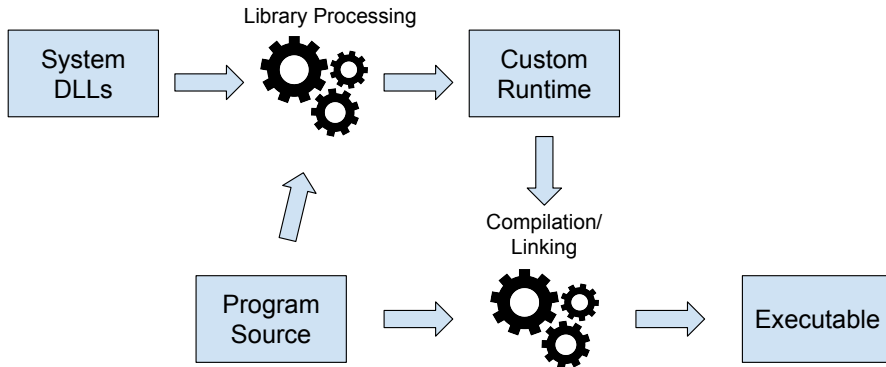 Library Processing
System
DLLs
Custom
Runtime
Compilation/
Linking
Program
Source
Executable